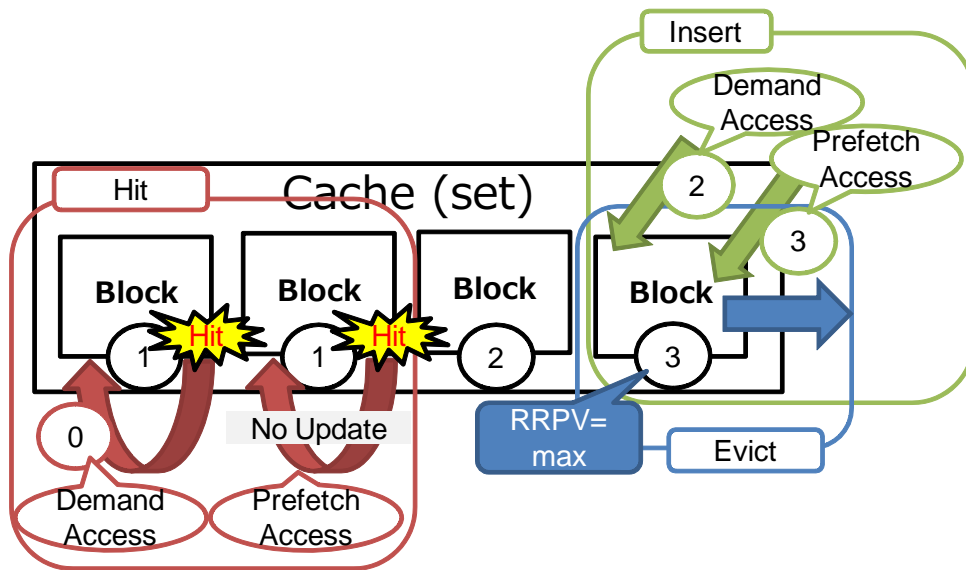 Insert
Demand
Access
Prefetch
Access
2
3
Hit
Cache (set)
Block
Block
Block
Block
Hit
Hit
1
1
2
3
0
No Update
RRPV=
max
Evict
Demand
Access
Prefetch
Access